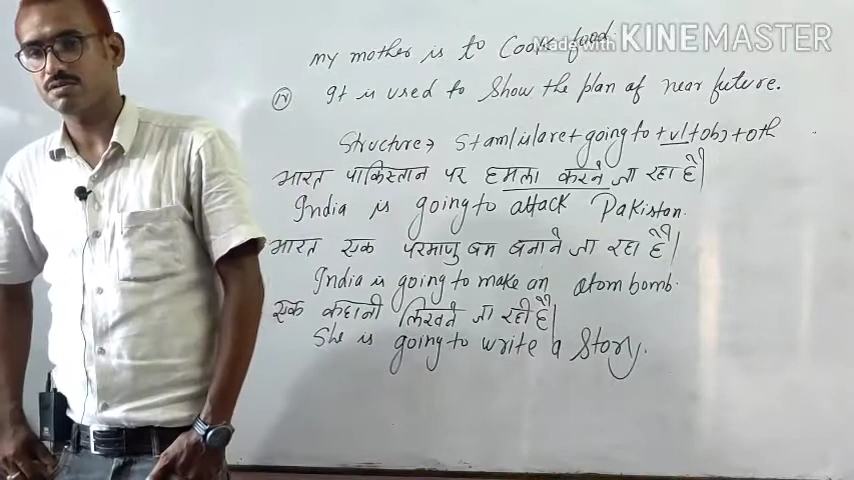 my mother is to Cook food.
Made with KINEMASTER
(IV) It is used to Show the plan of near future.
Structure→ S+am/is/are+going to+v1+obj+oth
भारत पाकिस्तान पर हमला करने जा रहा है|
India is going to attack Pakistan.
भारत एक परमाणु बम बनाने जा रहा है|
India is going to make an atom bomb.
एक कहानी लिखने जा रही है|
She is going to write a Story.